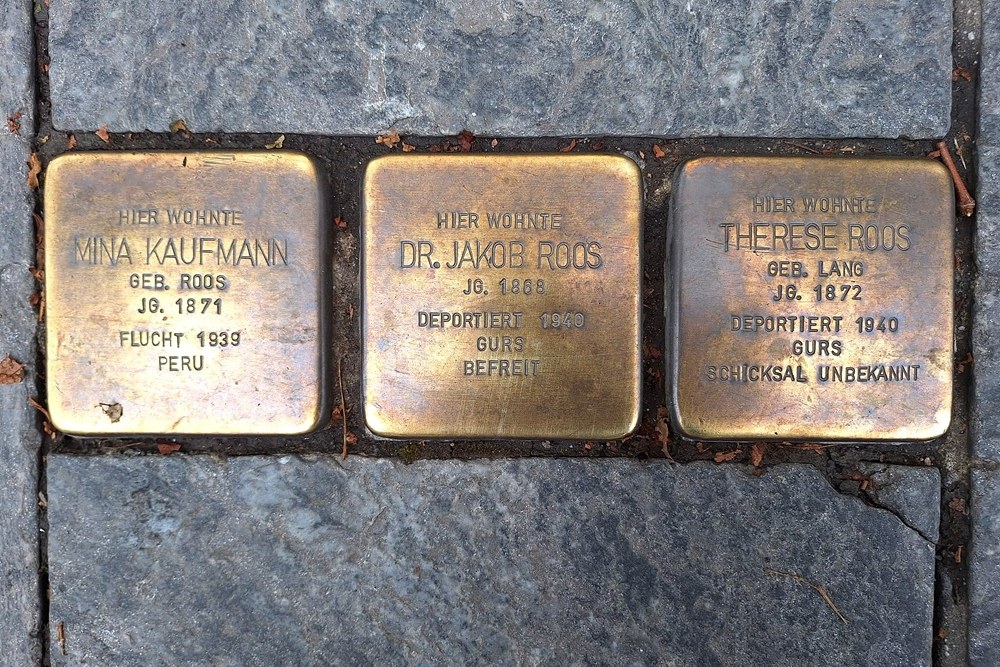 HIER WOHNTE
MINA KAUFMANN
GEB. ROOS
JG. 1871
FLUCHT 1939
PERU
HIER WOHNTE
DR. JAKOB ROOS
JG. 1868
DEPORTIERT 1940
GURS
BEFREIT
HIER WOHNTE
THERESE ROOS
GEB. LANG
JG. 1872
DEPORTIERT 1940
GURS
SCHICKSAL UNBEKANNT